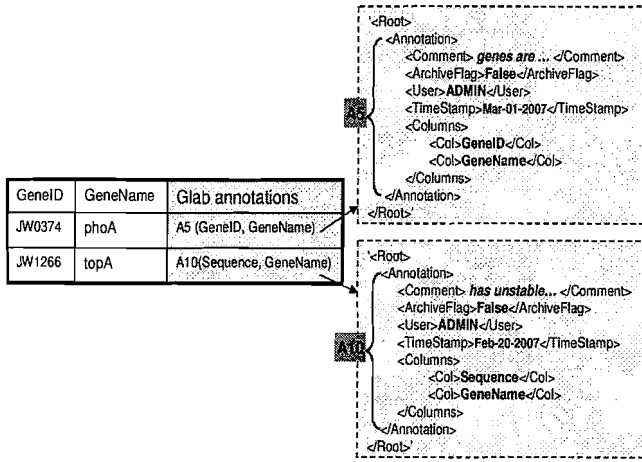 '<Root>
<Annotation>
<Comment> genes are ... </Comment>
<ArchiveFlag>False</ArchiveFlag>
<User>ADMIN</User>
<TimeStamp>Mar-01-2007</TimeStamp>
<Columns>
<Col>GeneID</Col>
<Col>GeneName</Col>
</Columns>
</Annotation>
</Root>'
A5
GeneID GeneName Glab annotations
JW0374 phoA A5 (GeneID, GeneName)
JW1266 topA A10(Sequence, GeneName)
'<Root>
<Annotation>
<Comment> has unstable... </Comment>
<ArchiveFlag>False</ArchiveFlag>
<User>ADMIN</User>
<TimeStamp>Feb-20-2007</TimeStamp>
<Columns>
<Col>Sequence</Col>
<Col>GeneName</Col>
</Columns>
</Annotation>
</Root>'
A10